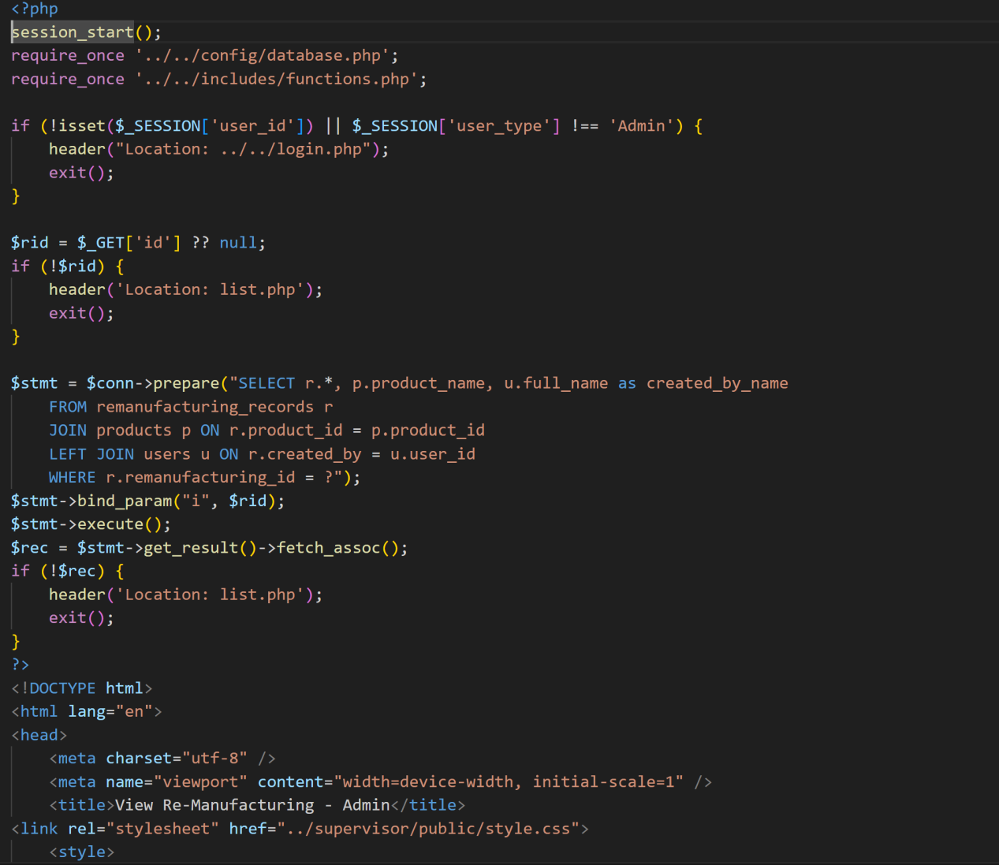 <?php
session_start();
require_once '../../config/database.php';
require_once '../../includes/functions.php';
if (!isset($_SESSION['user_id']) || $_SESSION['user_type'] !== 'Admin') {
    header("Location: ../../login.php");
    exit();
}
$rid = $_GET['id'] ?? null;
if (!$rid) {
    header('Location: list.php');
    exit();
}
$stmt = $conn->prepare("SELECT r.*, p.product_name, u.full_name as created_by_name
    FROM remanufacturing_records r
    JOIN products p ON r.product_id = p.product_id
    LEFT JOIN users u ON r.created_by = u.user_id
    WHERE r.remanufacturing_id = ?");
$stmt->bind_param("i", $rid);
$stmt->execute();
$rec = $stmt->get_result()->fetch_assoc();
if (!$rec) {
    header('Location: list.php');
    exit();
}
?>
<!DOCTYPE html>
<html lang="en">
<head>
    <meta charset="utf-8" />
    <meta name="viewport" content="width=device-width, initial-scale=1" />
    <title>View Re-Manufacturing - Admin</title>
<link rel="stylesheet" href="../supervisor/public/style.css">
    <style>